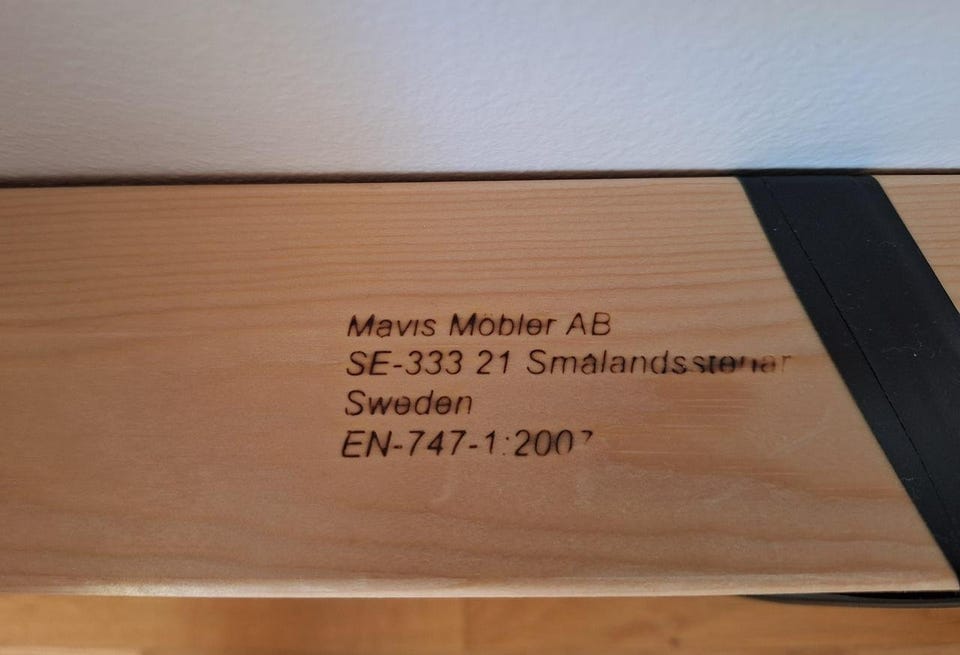 Mavis Möbler AB
SE-333 21 Smålandsstenar
Sweden
EN-747-1:2007